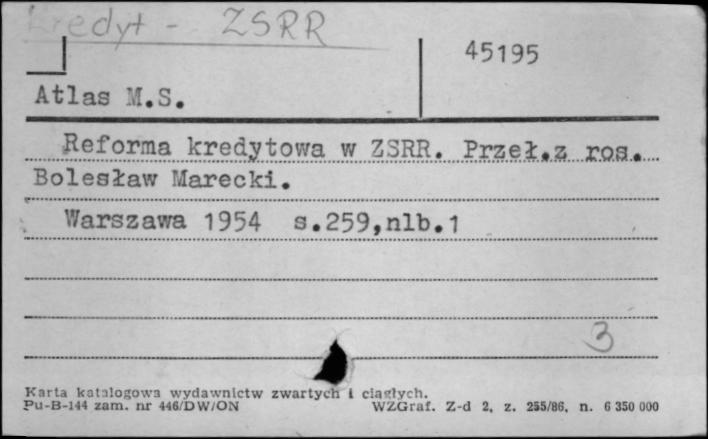 Kredyt - ZSRR
45195
Atlas M.S.
Reforma kredytowa w ZSRR. Przeł.z ros.
Bolesław Marecki.
Warszawa 1954 s.259,nlb.1
3
Karta katalogowa wydawnictw zwartych i ciągłych.
Pu-B-144 zam. nr 446/DW/ON WZGraf. Z-d 2, z. 255/86, n. 6 350 000